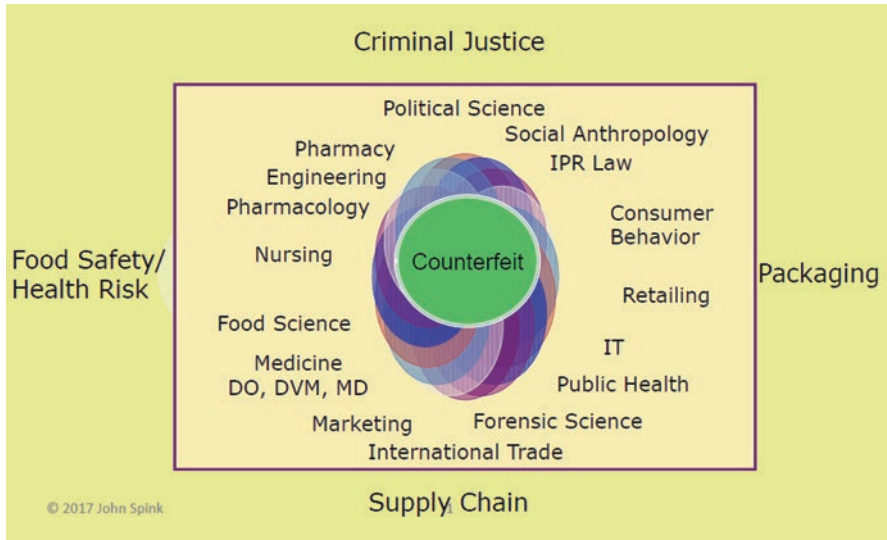 Criminal Justice
Political Science
Social Anthropology
Pharmacy
IPR Law
Engineering
Pharmacology
Consumer
Behavior
Nursing
Counterfeit
Food Safety/
Health Risk
Packaging
Retailing
Food Science
IT
Medicine
DO, DVM, MD
Public Health
Marketing
Forensic Science
International Trade
Supply Chain
1
© 2017 John Spink